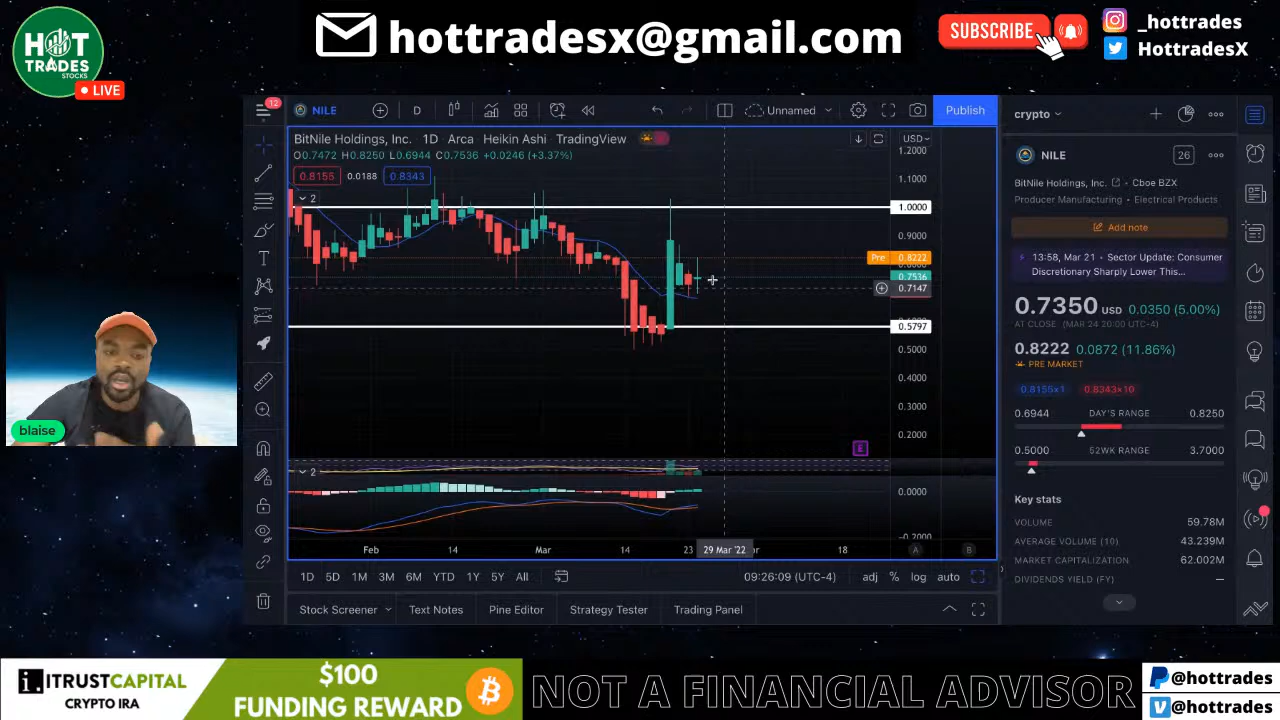 HOT
TRADES
STOCKS
LIVE
hottradesx@gmail.com
SUBSCRIBE
_hottrades
HottradesX
12
NILE
D
Unnamed
Publish
BitNile Holdings, Inc. 1D Arca Heikin Ashi TradingView
O0.7472 H0.8250 L0.6944 C0.7536 +0.0246 (+3.37%)
0.8155 0.0188 0.8343
2
USD
1.2000
1.1000
1.0000
0.9000
Pre 0.8222
0.7536
0.7147
0.5797
0.5000
0.4000
0.3000
0.2000
E
2
0.0000
-0.2000
Feb 14 Mar 14 23 29 Mar '22 18
A B
1D 5D 1M 3M 6M YTD 1Y 5Y All
09:26:09 (UTC-4) adj % log auto
Stock Screener Text Notes Pine Editor Strategy Tester Trading Panel
crypto
NILE
26
BitNile Holdings, Inc. · Cboe BZX
Producer Manufacturing · Electrical Products
Add note
13:58, Mar 21 · Sector Update: Consumer
Discretionary Sharply Lower This...
0.7350 USD 0.0350 (5.00%)
AT CLOSE (MAR 24 20:00 UTC-4)
0.8222 0.0872 (11.86%)
PRE MARKET
0.8155×1 0.8343×10
0.6944 DAY'S RANGE 0.8250
0.5000 52WK RANGE 3.7000
Key stats
VOLUME 59.78M
AVERAGE VOLUME (10) 43.239M
MARKET CAPITALIZATION 62.002M
DIVIDENDS YIELD (FY) —
blaise
i. iTRUSTCAPITAL
CRYPTO IRA
$100
FUNDING REWARD
NOT A FINANCIAL ADVISOR
@hottrades
@hottrades